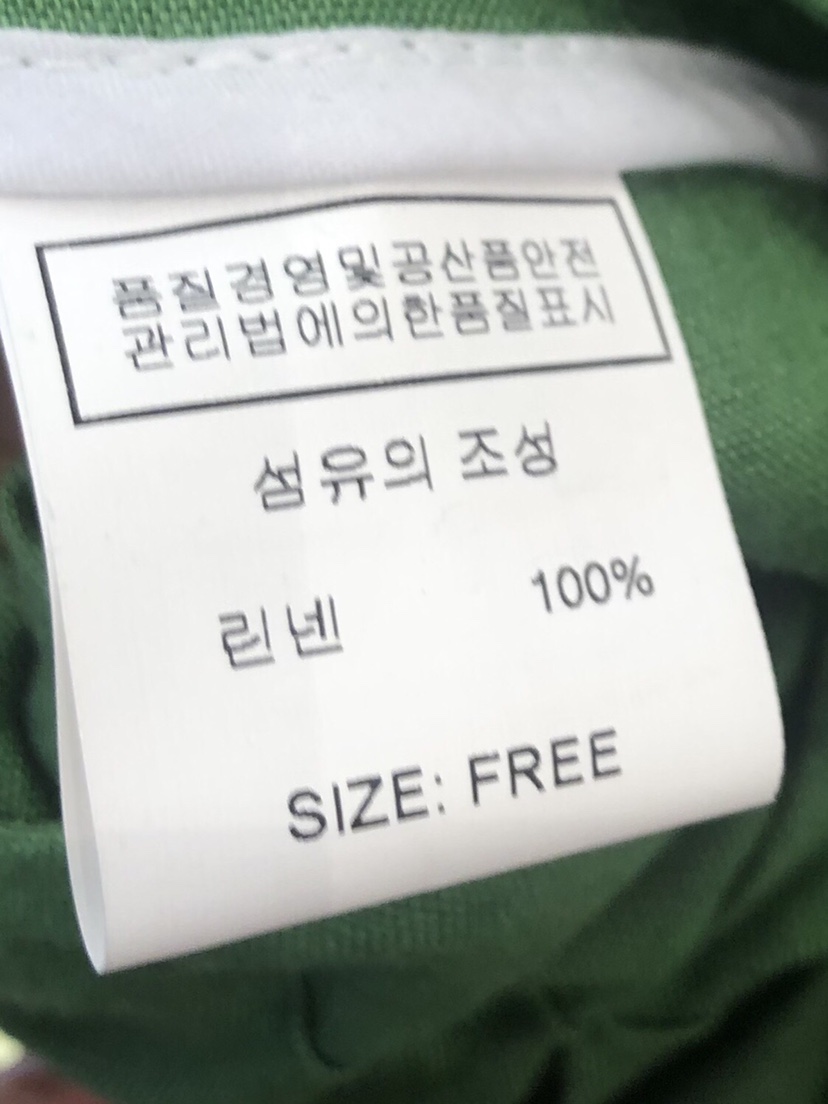 품질경영및공산품안전
관리법에의한품질표시
섬유의 조성
린넨 100%
SIZE: FREE